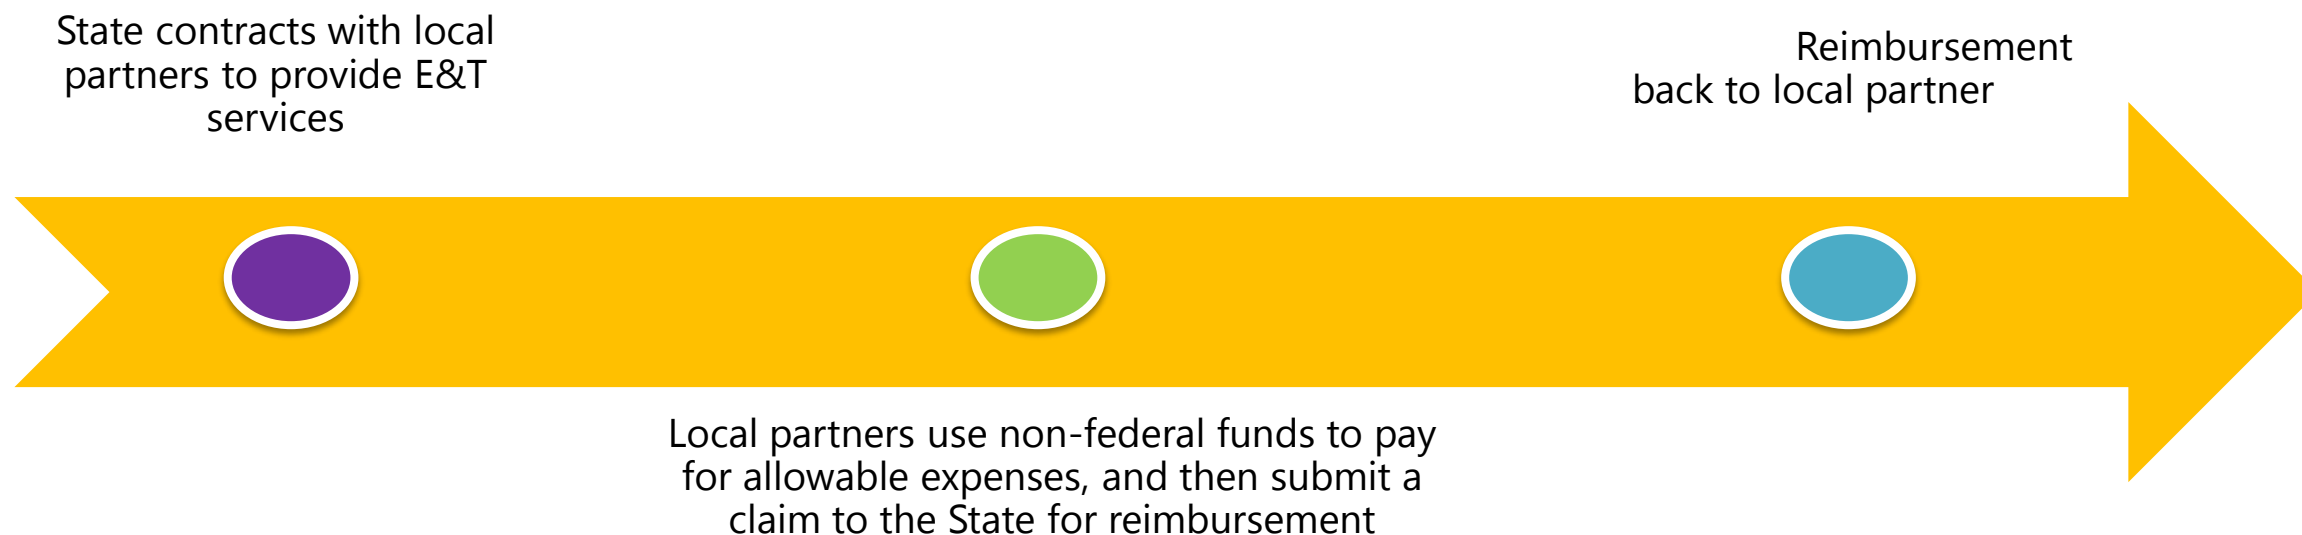 State contracts with local
partners to provide E&T
services
Local partners use non-federal funds to pay
for allowable expenses, and then submit a
claim to the State for reimbursement
Reimbursement
back to local partner